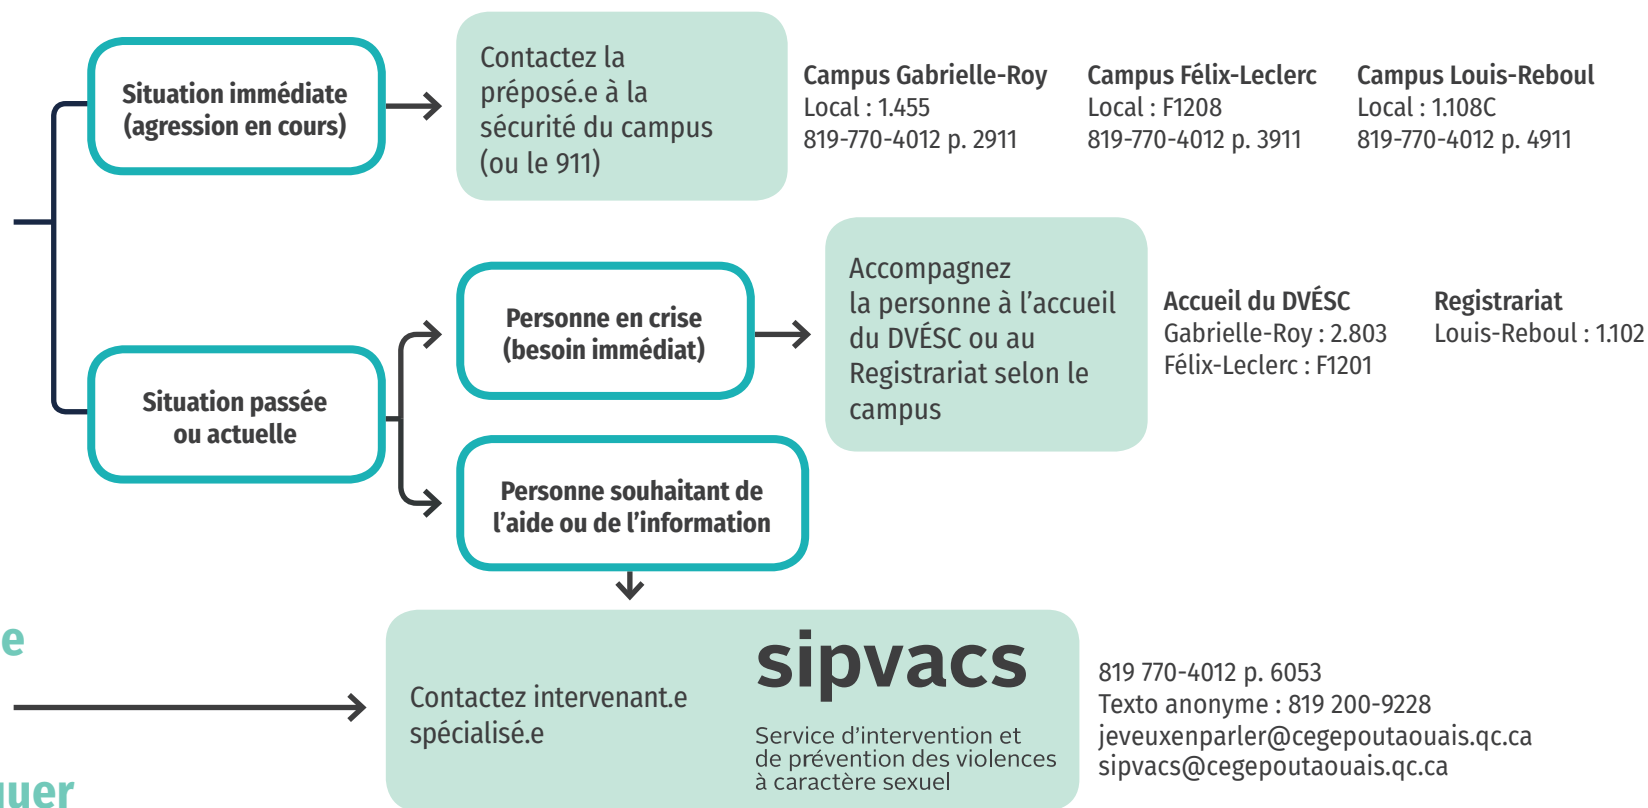 Situation immédiate
(agression en cours)
Contactez la
préposé.e à la
sécurité du campus
(ou le 911)
Campus Gabrielle-Roy
Local : 1.455
819-770-4012 p. 2911
Campus Félix-Leclerc
Local : F1208
819-770-4012 p. 3911
Campus Louis-Reboul
Local : 1.108C
819-770-4012 p. 4911
Situation passée
ou actuelle
Personne en crise
(besoin immédiat)
Accompagnez
la personne à l’accueil
du DVÉSC ou au
Registrariat selon le
campus
Accueil du DVÉSC
Gabrielle-Roy : 2.803
Félix-Leclerc : F1201
Registrariat
Louis-Reboul : 1.102
Personne souhaitant de
l’aide ou de l’information
e
uer
Contactez intervenant.e
spécialisé.e
sipvacs
Service d’intervention et
de prévention des violences
à caractère sexuel
819 770-4012 p. 6053
Texto anonyme : 819 200-9228
jeveuxenparler@cegepoutaouais.qc.ca
sipvacs@cegepoutaouais.qc.ca